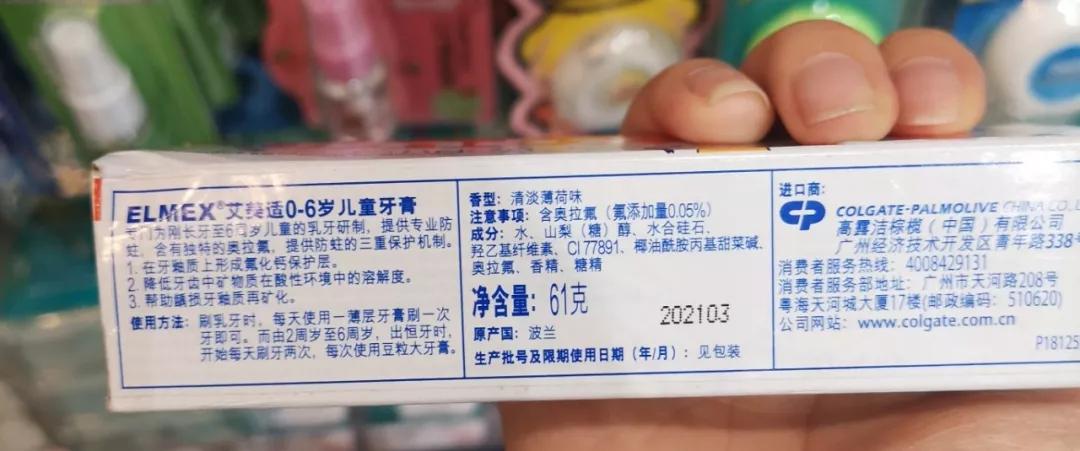 ELMEX®艾美适0-6岁儿童牙膏
专门为刚长牙至6周岁儿童的乳牙研制，提供专业防
蛀，含有独特的奥拉氟，提供防蛀的三重保护机制。
1. 在牙釉质上形成氟化钙保护层。
2. 降低牙齿中矿物质在酸性环境中的溶解度。
3. 帮助龋损牙釉质再矿化。
使用方法：刷乳牙时，每天使用一薄层牙膏刷一次
牙即可。而由2周岁至6周岁，出恒牙时，
开始每天刷牙两次，每次使用豆粒大牙膏。
香型：清淡薄荷味
注意事项：含奥拉氟（氟添加量0.05%）
成分：水、山梨（糖）醇、水合硅石、
羟乙基纤维素、CI 77891、椰油酰胺丙基甜菜碱、
奥拉氟、香精、糖精
净含量：61克
202103
原产国：波兰
生产批号及限期使用日期（年/月）：见包装
进口商：
CP
COLGATE-PALMOLIVE CHINA CO.L
高露洁棕榄（中国）有限公司
广州经济技术开发区青年路338
消费者服务热线：4008429131
消费者服务部地址：广州市天河路208号
粤海天河城大厦17楼(邮政编码：510620)
公司网站：www.colgate.com.cn
P18125